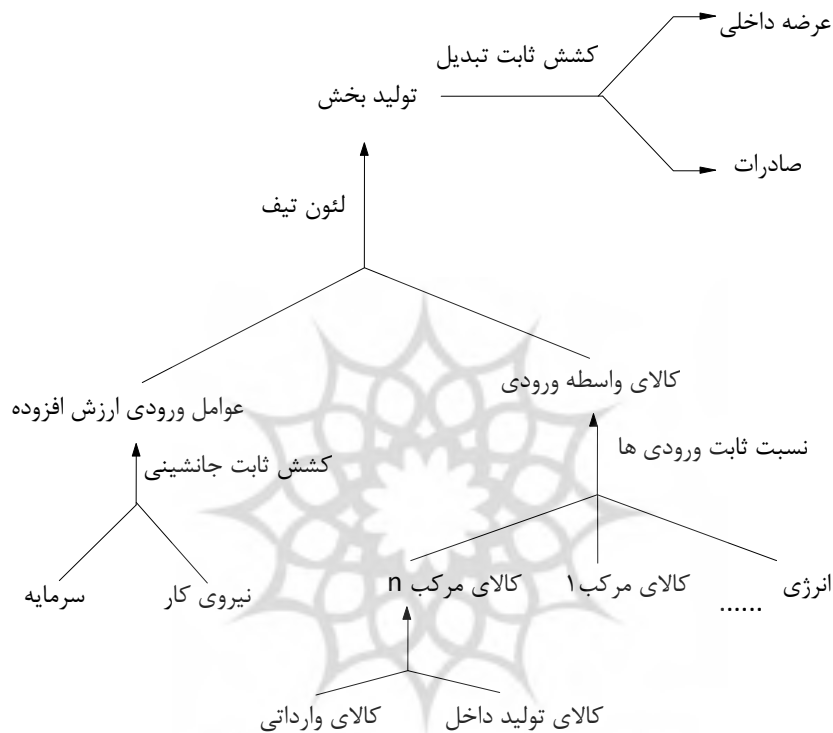 عرضه داخلی
کشش ثابت تبدیل
تولید بخش
صادرات
لئون تیف
کالای واسطه ورودی
عوامل ورودی ارزش افزوده
نسبت ثابت ورودی ها
کشش ثابت جانشینی
انرژی
......
کالای مرکب۱
کالای مرکب n
نیروی کار
سرمایه
کالای تولید داخل
کالای وارداتی